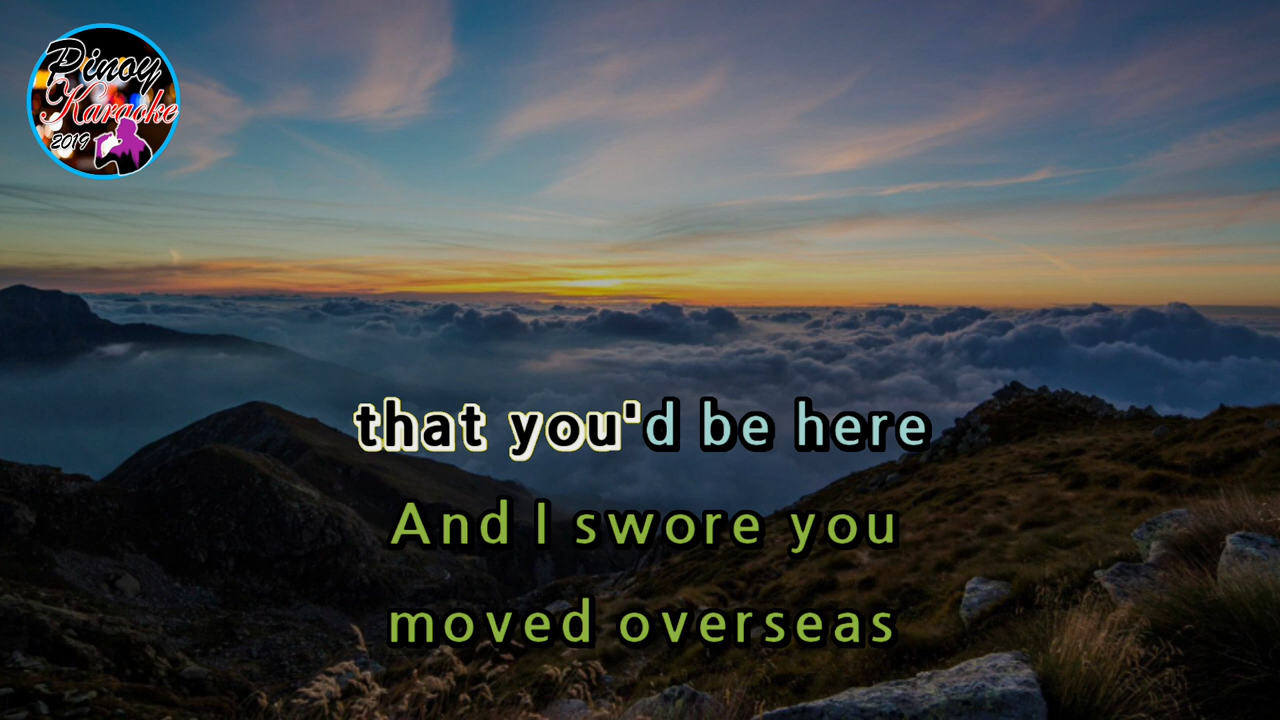 Pinoy
Karaoke
2019
that you'd be here
And I swore you
moved overseas